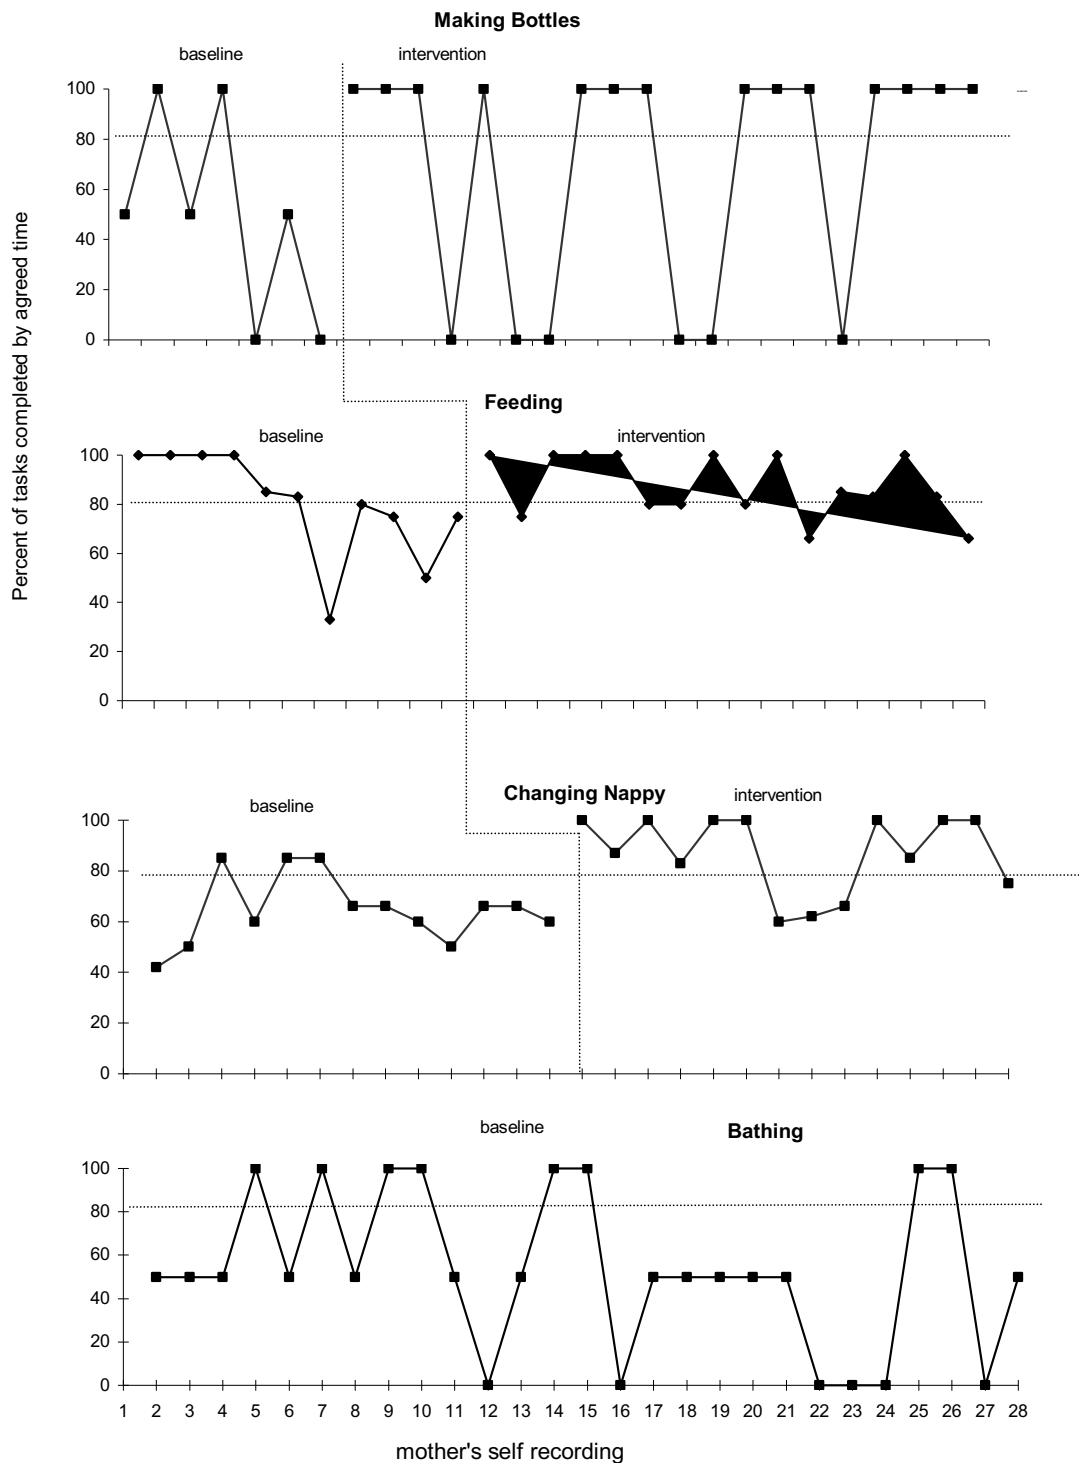 Making Bottles
baseline intervention
100
80
60
40
20
0
Percent of tasks completed by agreed time
Feeding
baseline intervention
100
80
60
40
20
0
Changing Nappy
baseline intervention
100
80
60
40
20
0
baseline Bathing
100
80
60
40
20
0
1 2 3 4 5 6 7 8 9 10 11 12 13 14 15 16 17 18 19 20 21 22 23 24 25 26 27 28
mother's self recording